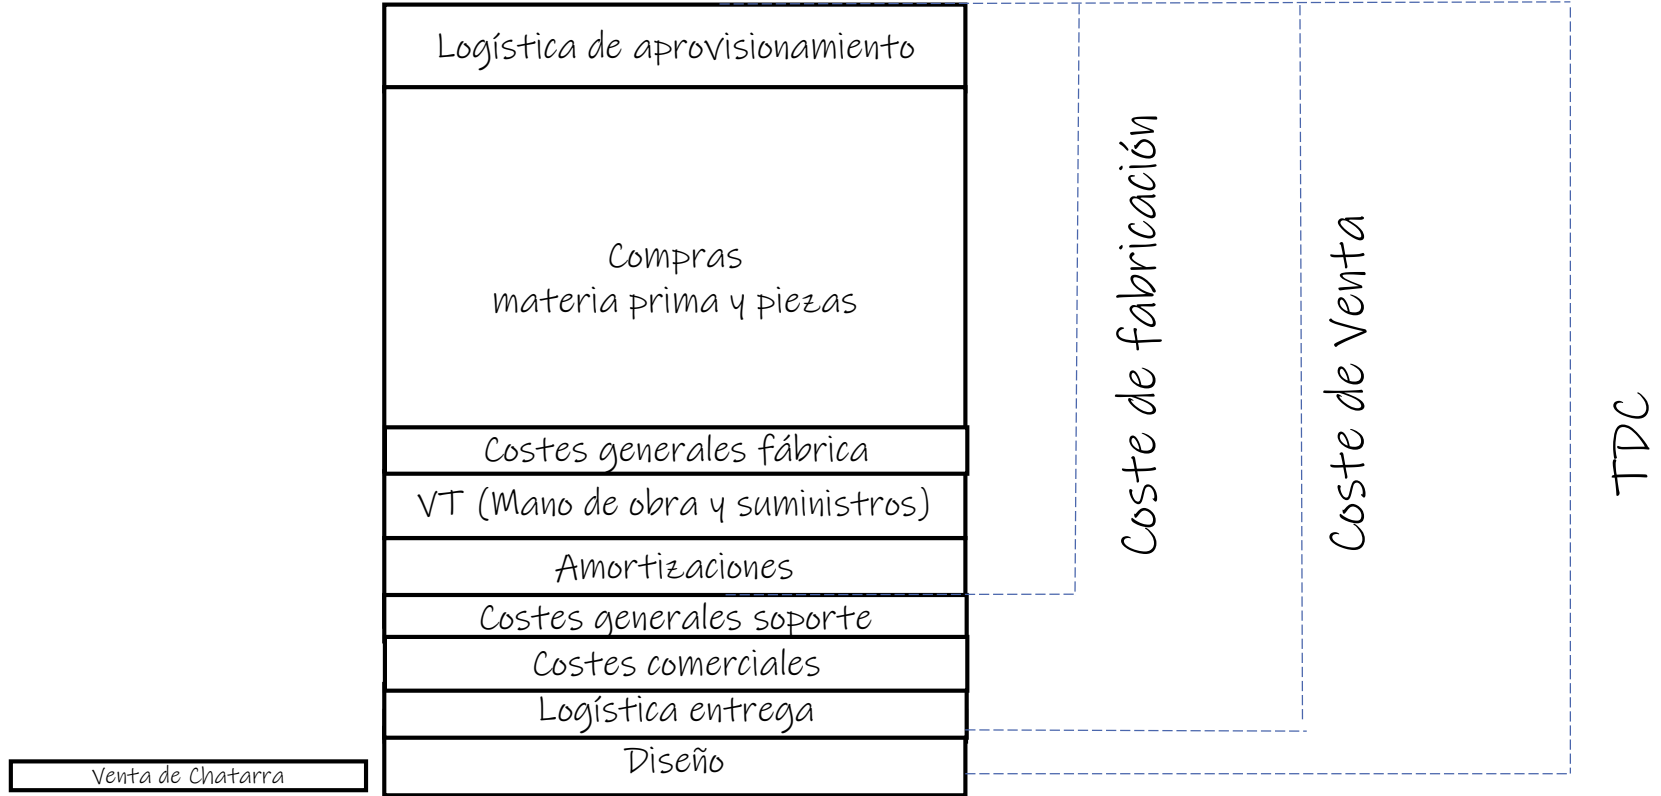 Logística de aprovisionamiento
Compras
materia prima y piezas
Costes generales fábrica
VT (Mano de obra y suministros)
Amortizaciones
Costes generales soporte
Costes comerciales
Logística entrega
Diseño
Venta de Chatarra
Coste de fabricación
Coste de Venta
TDC